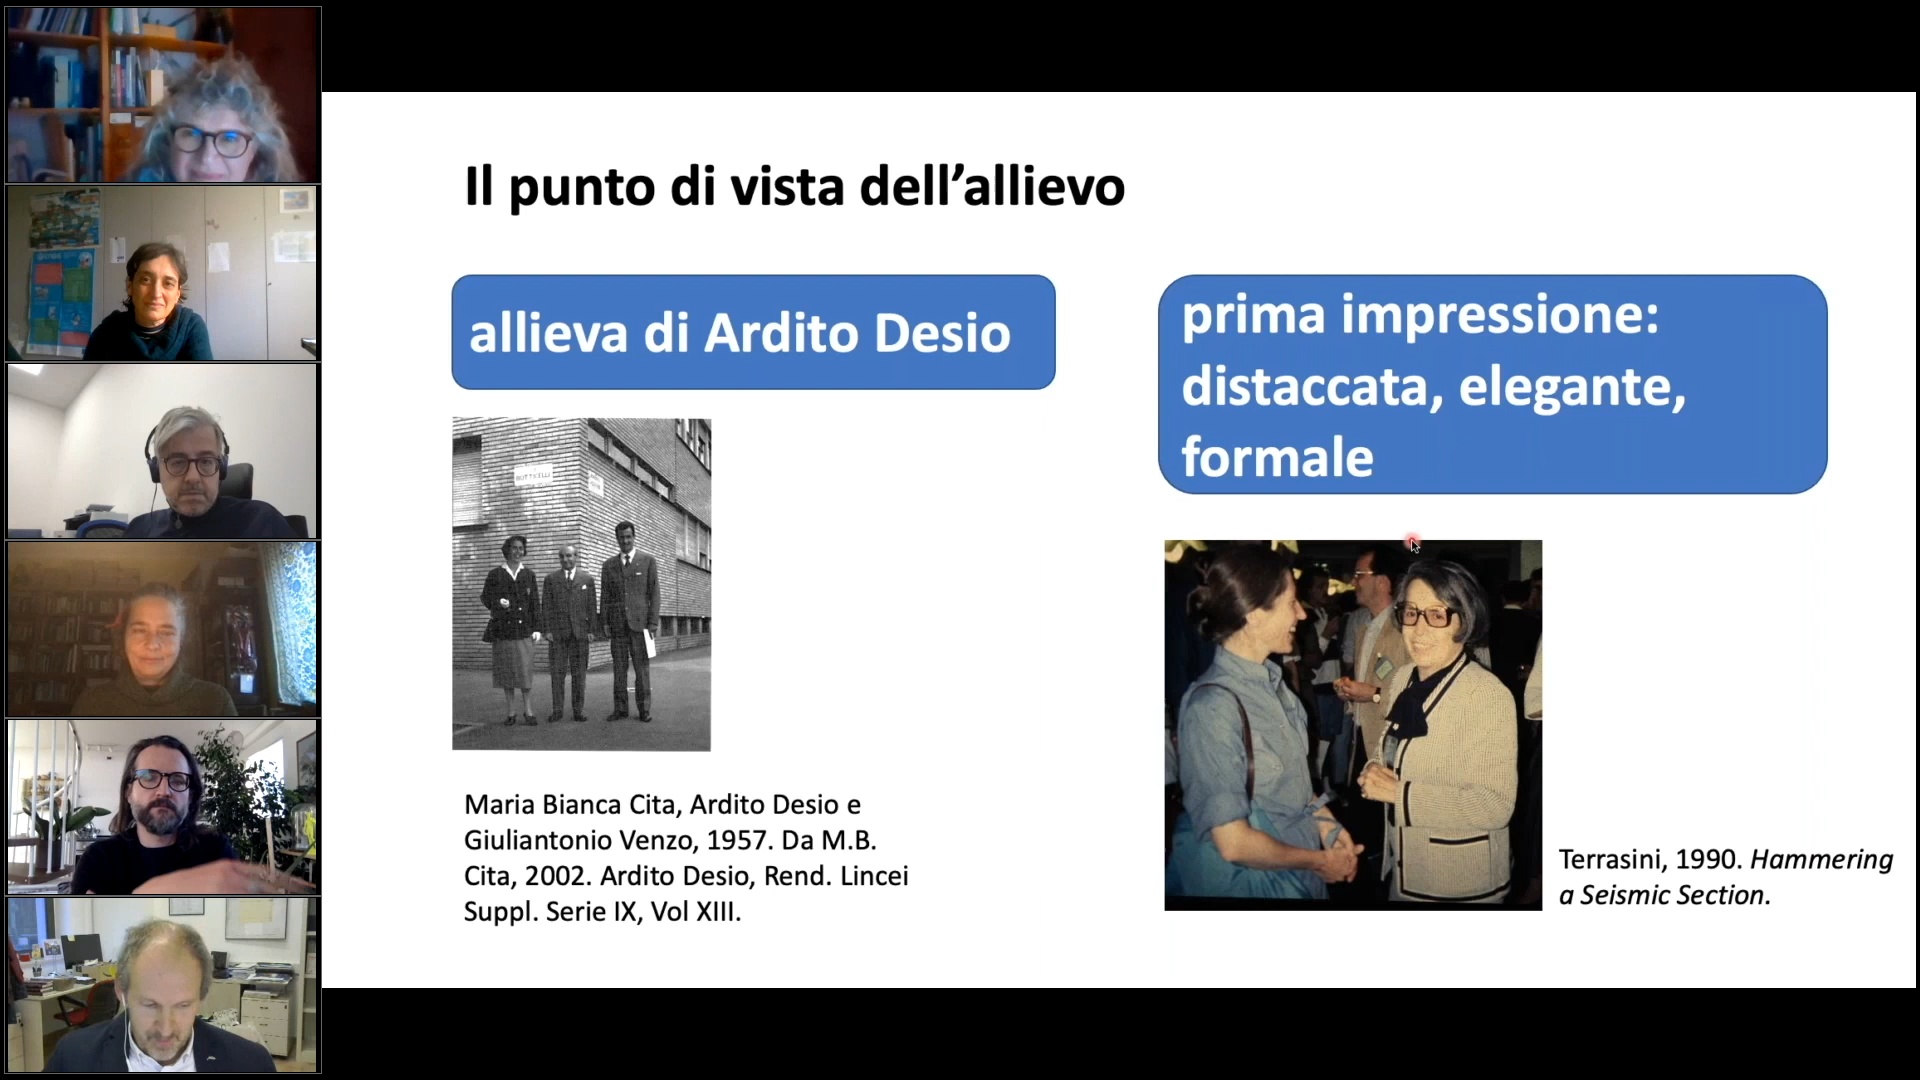 Il punto di vista dell’allievo
allieva di Ardito Desio
prima impressione:
distaccata, elegante,
formale
BOTTICELLI
Maria Bianca Cita, Ardito Desio e
Giuliantonio Venzo, 1957. Da M.B.
Cita, 2002. Ardito Desio, Rend. Lincei
Suppl. Serie IX, Vol XIII.
Terrasini, 1990. Hammering
a Seismic Section.